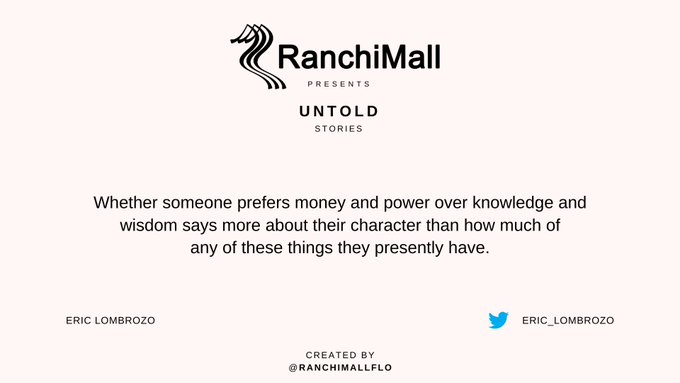 RanchiMall
PRESENTS
UNTOLD
STORIES
Whether someone prefers money and power over knowledge and
wisdom says more about their character than how much of
any of these things they presently have.
ERIC LOMBROZO
ERIC_LOMBROZO
CREATED BY
@RANCHIMALLFLO